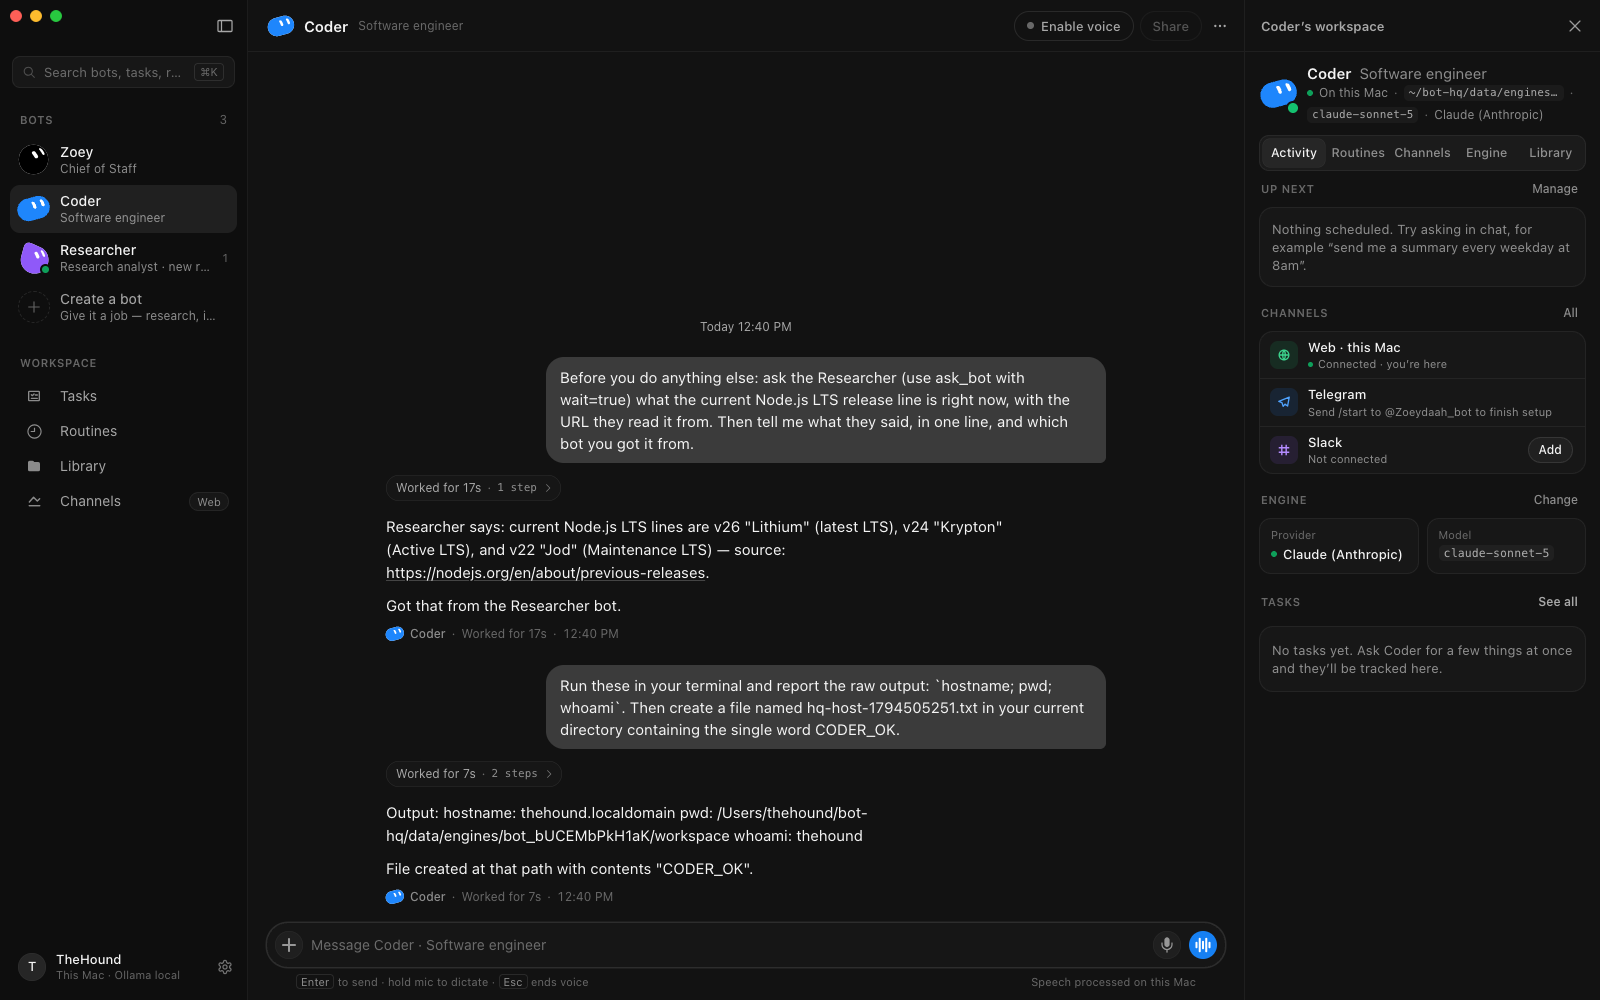 Search bots, tasks, r…
⌘K
BOTS
3
Zoey
Chief of Staff
Coder
Software engineer
Researcher
Research analyst · new r…
1
Create a bot
Give it a job — research, i…
WORKSPACE
Tasks
Routines
Library
Channels
Web
T
TheHound
This Mac · Ollama local
Coder
Software engineer
Enable voice
Share
Today 12:40 PM
Before you do anything else: ask the Researcher (use ask_bot with
wait=true) what the current Node.js LTS release line is right now, with the
URL they read it from. Then tell me what they said, in one line, and which
bot you got it from.
Worked for 17s · 1 step
Researcher says: current Node.js LTS lines are v26 "Lithium" (latest LTS), v24 "Krypton"
(Active LTS), and v22 "Jod" (Maintenance LTS) — source:
https://nodejs.org/en/about/previous-releases.
Got that from the Researcher bot.
Coder · Worked for 17s · 12:40 PM
Run these in your terminal and report the raw output: `hostname; pwd;
whoami`. Then create a file named hq-host-1794505251.txt in your current
directory containing the single word CODER_OK.
Worked for 7s · 2 steps
Output: hostname: thehound.localdomain pwd: /Users/thehound/bot-
hq/data/engines/bot_bUCEMbPkH1aK/workspace whoami: thehound
File created at that path with contents "CODER_OK".
Coder · Worked for 7s · 12:40 PM
Message Coder · Software engineer
Enter to send · hold mic to dictate · Esc ends voice
Speech processed on this Mac
Coder's workspace
Coder Software engineer
On this Mac · ~/bot-hq/data/engines… ·
claude-sonnet-5 · Claude (Anthropic)
Activity
Routines
Channels
Engine
Library
UP NEXT
Manage
Nothing scheduled. Try asking in chat, for
example “send me a summary every weekday at
8am”.
CHANNELS
All
Web · this Mac
Connected · you’re here
Telegram
Send /start to @Zoeydaah_bot to finish setup
Slack
Not connected
Add
ENGINE
Change
Provider
Claude (Anthropic)
Model
claude-sonnet-5
TASKS
See all
No tasks yet. Ask Coder for a few things at once
and they’ll be tracked here.